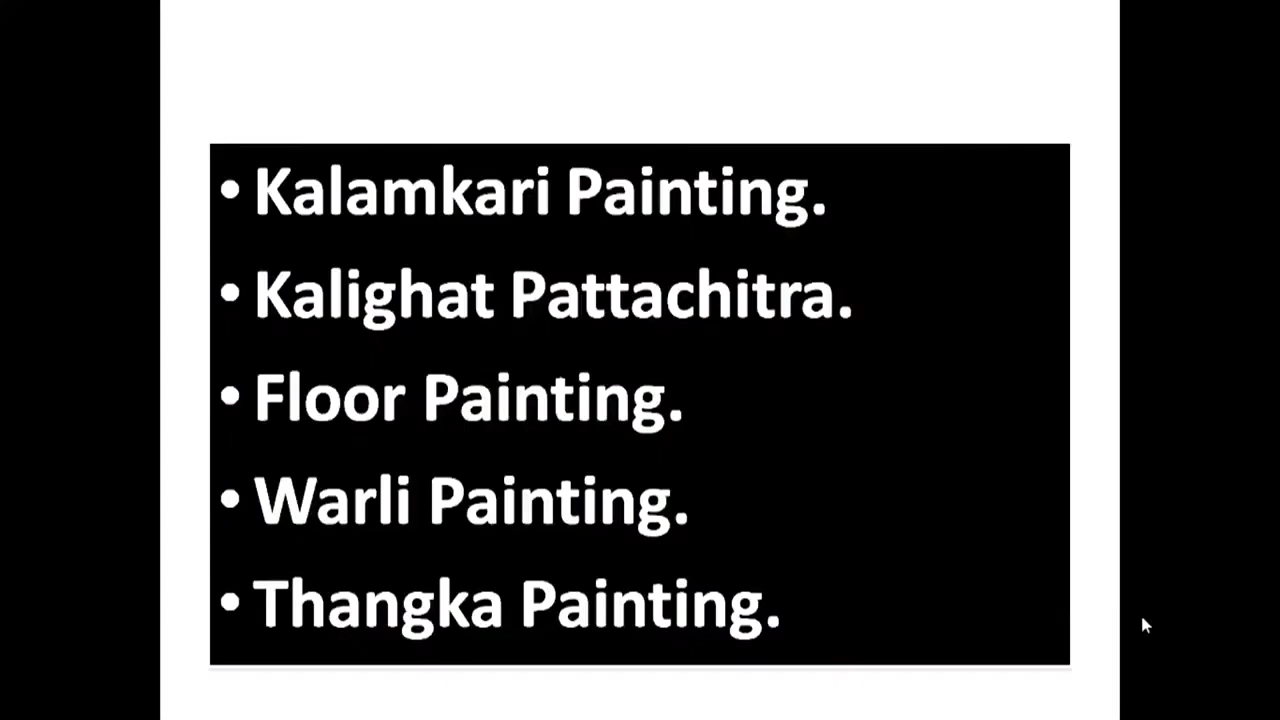 • Kalamkari Painting.
• Kalighat Pattachitra.
• Floor Painting.
• Warli Painting.
• Thangka Painting.